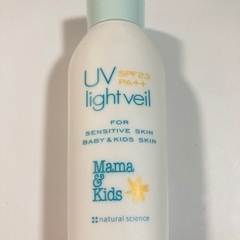 UV SPF23
PA++
light veil
FOR
SENSITIVE SKIN
BABY & KIDS SKIN
Mama
& Kids
natural science